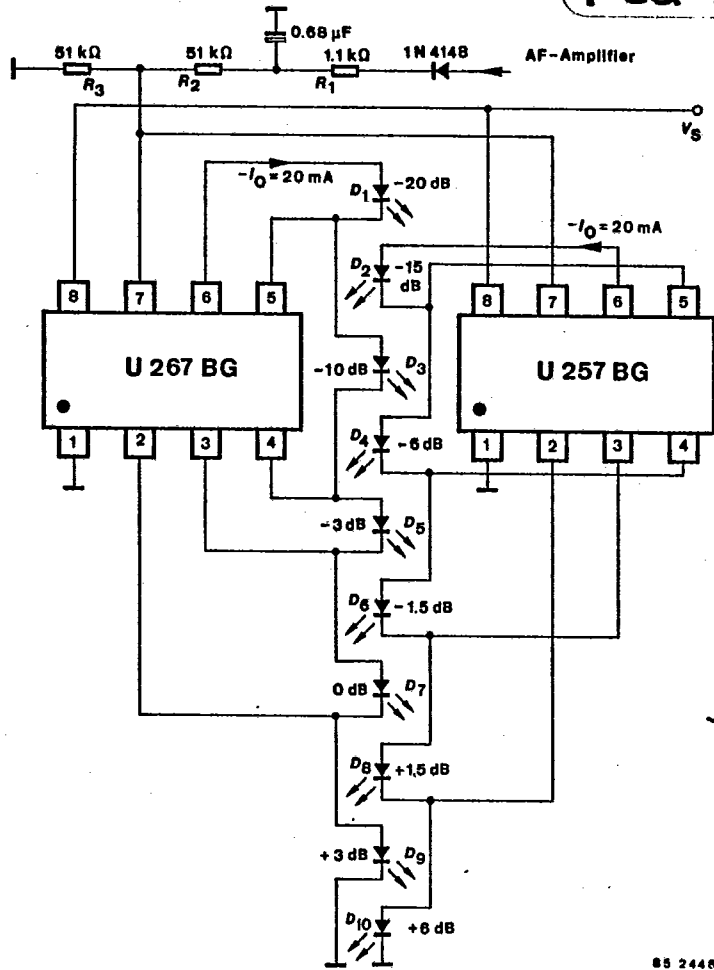 0.68 µF
51 kΩ 51 kΩ 1.1 kΩ 1N 4148 AF-Amplifier
R3 R2 R1
VS
-IO = 20 mA D1 -20 dB
-IO = 20 mA
D2 -15 dB
8 7 6 5 8 7 6 5
U 267 BG -10 dB D3 U 257 BG
D4 -6 dB
1 2 3 4 1 2 3 4
-3 dB D5
D6 -1.5 dB
0 dB D7
D8 +1,5 dB
+3 dB D9
D10 +6 dB
85 2448